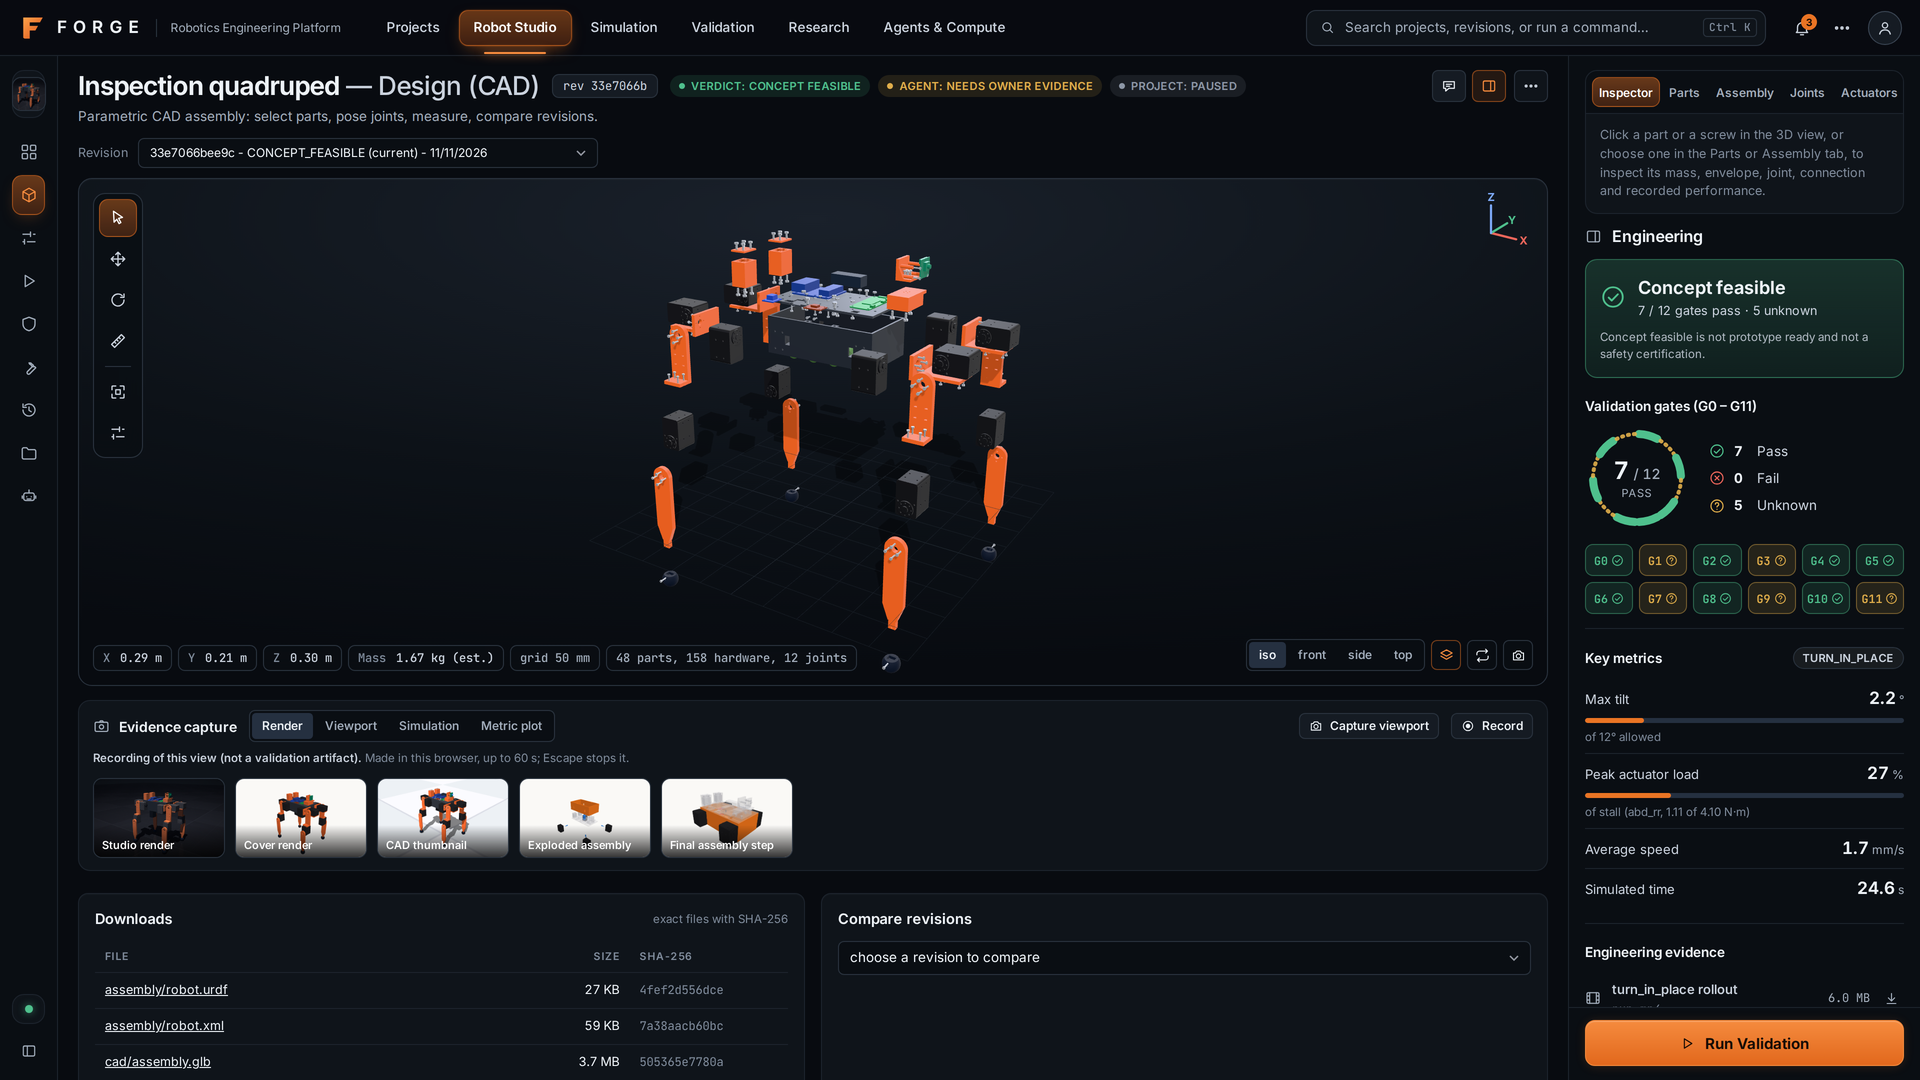 FORGE
Robotics Engineering Platform
Projects
Robot Studio
Simulation
Validation
Research
Agents & Compute
Search projects, revisions, or run a command...
Ctrl K
3
Inspection quadruped — Design (CAD)
rev 33e7066b
VERDICT: CONCEPT FEASIBLE
AGENT: NEEDS OWNER EVIDENCE
PROJECT: PAUSED
Parametric CAD assembly: select parts, pose joints, measure, compare revisions.
Revision
33e7066bee9c - CONCEPT_FEASIBLE (current) - 11/11/2026
Z
Y
X
X 0.29 m
Y 0.21 m
Z 0.30 m
Mass 1.67 kg (est.)
grid 50 mm
48 parts, 158 hardware, 12 joints
iso
front
side
top
Evidence capture
Render
Viewport
Simulation
Metric plot
Capture viewport
Record
Recording of this view (not a validation artifact). Made in this browser, up to 60 s; Escape stops it.
Studio render
Cover render
CAD thumbnail
Exploded assembly
Final assembly step
Downloads
exact files with SHA-256
FILE SIZE SHA-256
assembly/robot.urdf 27 KB 4fef2d556dce
assembly/robot.xml 59 KB 7a38aacb60bc
cad/assembly.glb 3.7 MB 505365e7780a
Compare revisions
choose a revision to compare
Inspector
Parts
Assembly
Joints
Actuators
Click a part or a screw in the 3D view, or
choose one in the Parts or Assembly tab, to
inspect its mass, envelope, joint, connection
and recorded performance.
Engineering
Concept feasible
7 / 12 gates pass · 5 unknown
Concept feasible is not prototype ready and not a
safety certification.
Validation gates (G0 – G11)
7 / 12
PASS
7 Pass
0 Fail
5 Unknown
G0
G1
G2
G3
G4
G5
G6
G7
G8
G9
G10
G11
Key metrics
TURN_IN_PLACE
Max tilt 2.2 °
of 12° allowed
Peak actuator load 27 %
of stall (abd_rr, 1.11 of 4.10 N·m)
Average speed 1.7 mm/s
Simulated time 24.6 s
Engineering evidence
turn_in_place rollout
6.0 MB
Run Validation